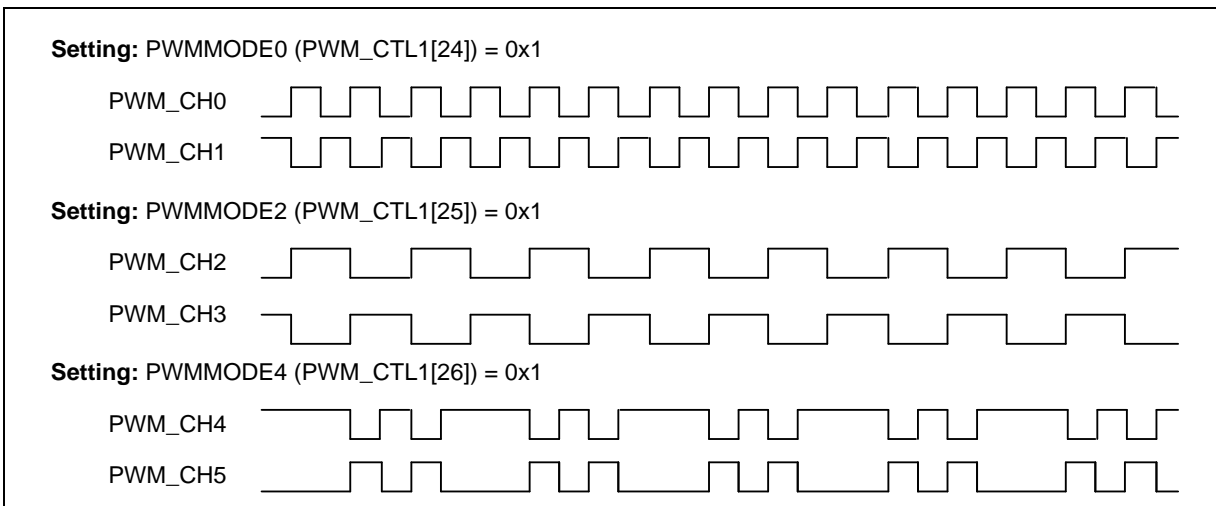 Setting: PWMMODE0 (PWM_CTL1[24]) = 0x1
PWM_CH0
PWM_CH1
Setting: PWMMODE2 (PWM_CTL1[25]) = 0x1
PWM_CH2
PWM_CH3
Setting: PWMMODE4 (PWM_CTL1[26]) = 0x1
PWM_CH4
PWM_CH5